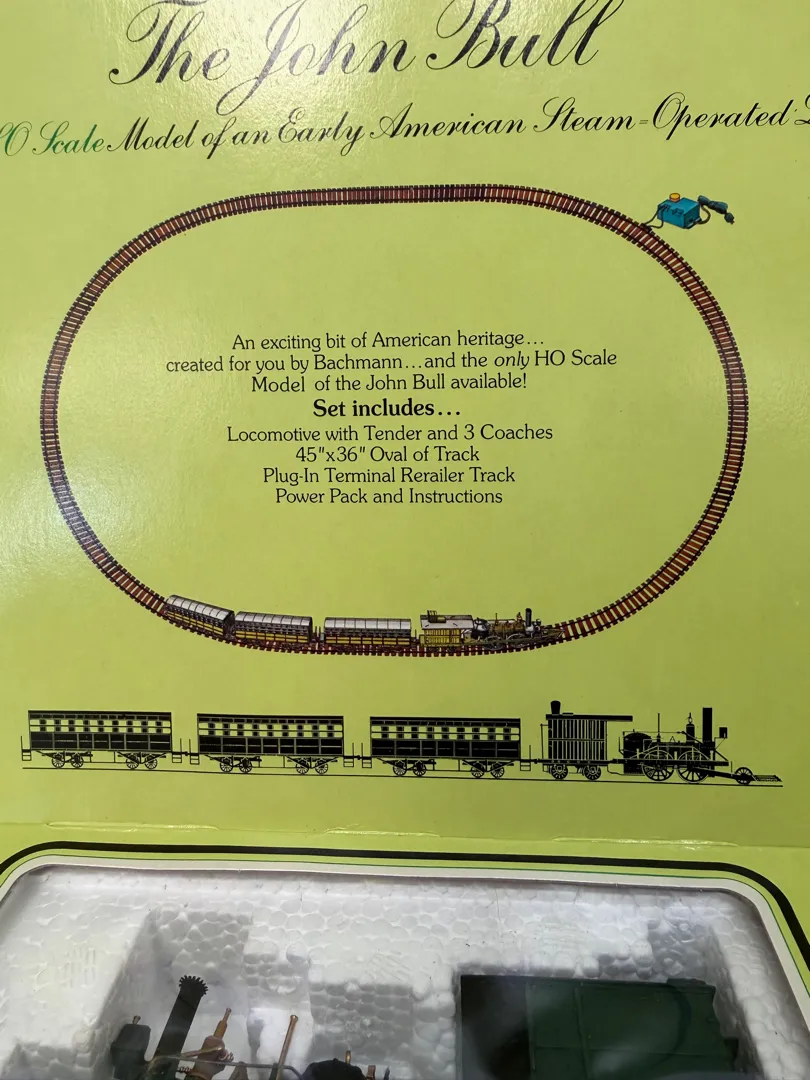 The John Bull
Scale Model of an Early American Steam-Operated
An exciting bit of American heritage...
created for you by Bachmann...and the only HO Scale
Model of the John Bull available!
Set includes...
Locomotive with Tender and 3 Coaches
45"x36" Oval of Track
Plug-In Terminal Rerailer Track
Power Pack and Instructions